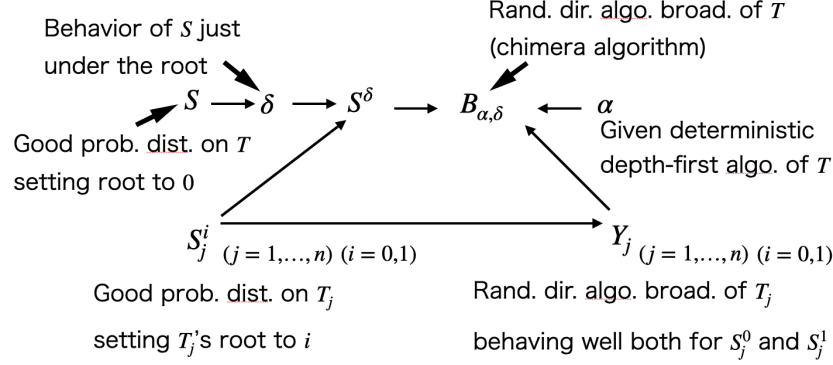 Rand. dir. algo. broad. of T
(chimera algorithm)
Behavior of S just
under the root
S → δ → S^δ → B_{α,δ} ← α
Good prob. dist. on T
setting root to 0
Given deterministic
depth-first algo. of T
S_j^i (j = 1,…,n) (i = 0,1)
Y_j (j = 1,…,n) (i = 0,1)
Good prob. dist. on T_j
setting T_j's root to i
Rand. dir. algo. broad. of T_j
behaving well both for S_j^0 and S_j^1